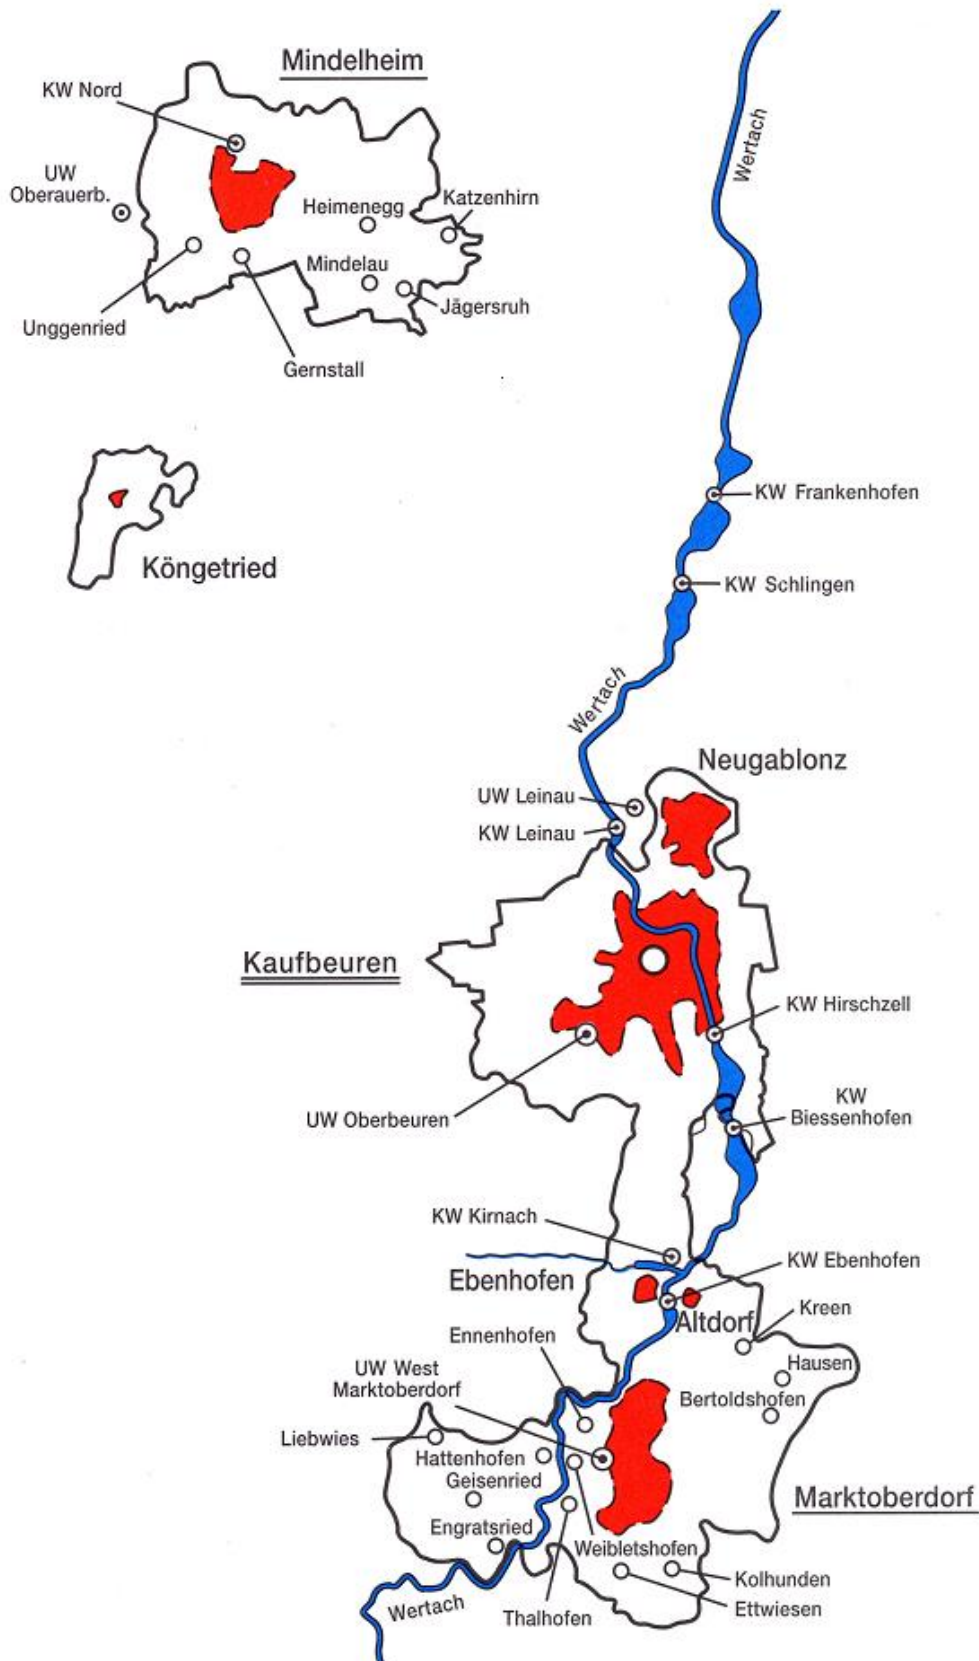 Mindelheim
KW Nord
UW
Oberauerb.
Heimenegg
Katzenhirn
Mindelau
Jägersruh
Unggenried
Gernstall
Wertach
KW Frankenhofen
Köngetried
KW Schlingen
Wertach
Neugablonz
UW Leinau
KW Leinau
Kaufbeuren
KW Hirschzell
KW
Biessenhofen
UW Oberbeuren
KW Kirnach
KW Ebenhofen
Ebenhofen
Altdorf
Kreen
Ennenhofen
Hausen
UW West
Marktoberdorf
Bertoldshofen
Liebwies
Hattenhofen
Geisenried
Marktoberdorf
Engratsried
Weibletshofen
Kolhunden
Wertach
Thalhofen
Ettwiesen